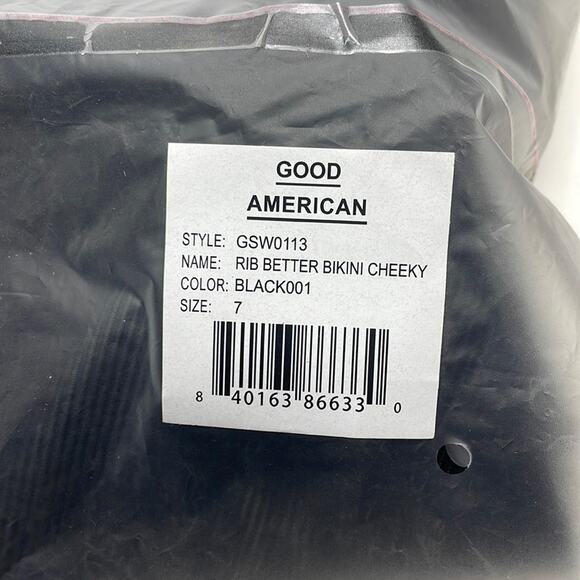 GOOD
AMERICAN
STYLE: GSW0113
NAME: RIB BETTER BIKINI CHEEKY
COLOR: BLACK001
SIZE: 7
8 40163 86633 0